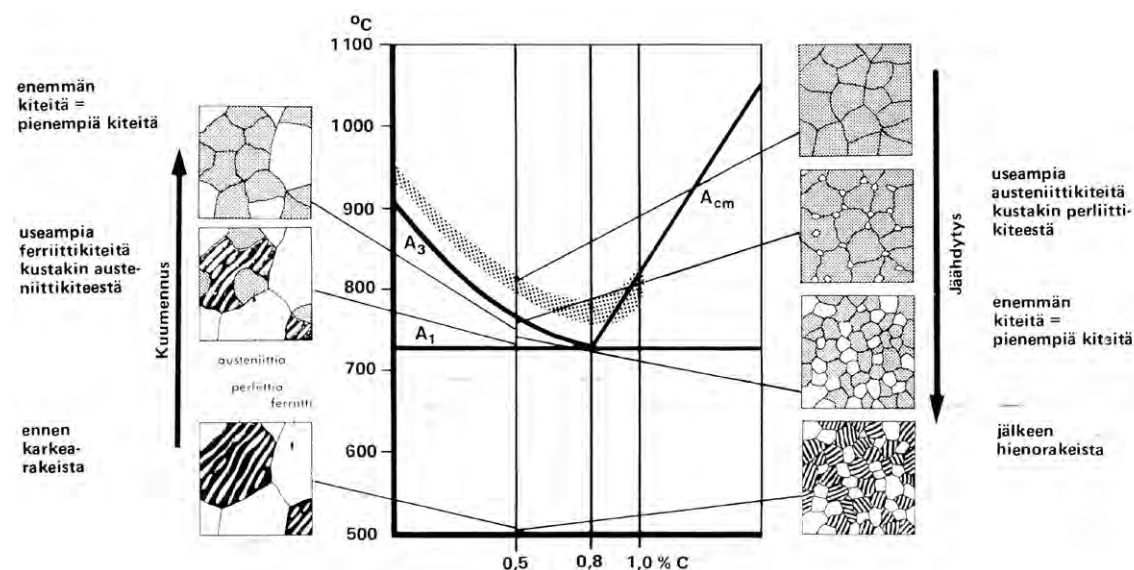 enemmän
kiteitä =
pienempiä kiteitä
useampia
ferriittikiteitä
kustakin auste-
niittikiteestä
Kuumennus
ennen
karkea-
rakeista
austeniittia
perliittia
ferriitti
°C
1100
1000
900
800
700
600
500
A3
A1
Acm
0,5
0,8
1,0 % C
useampia
austeniittikiteitä
kustakin perliitti-
kiteestä
Jäähdytys
enemmän
kiteitä =
pienempiä kiteitä
jälkeen
hienorakeista